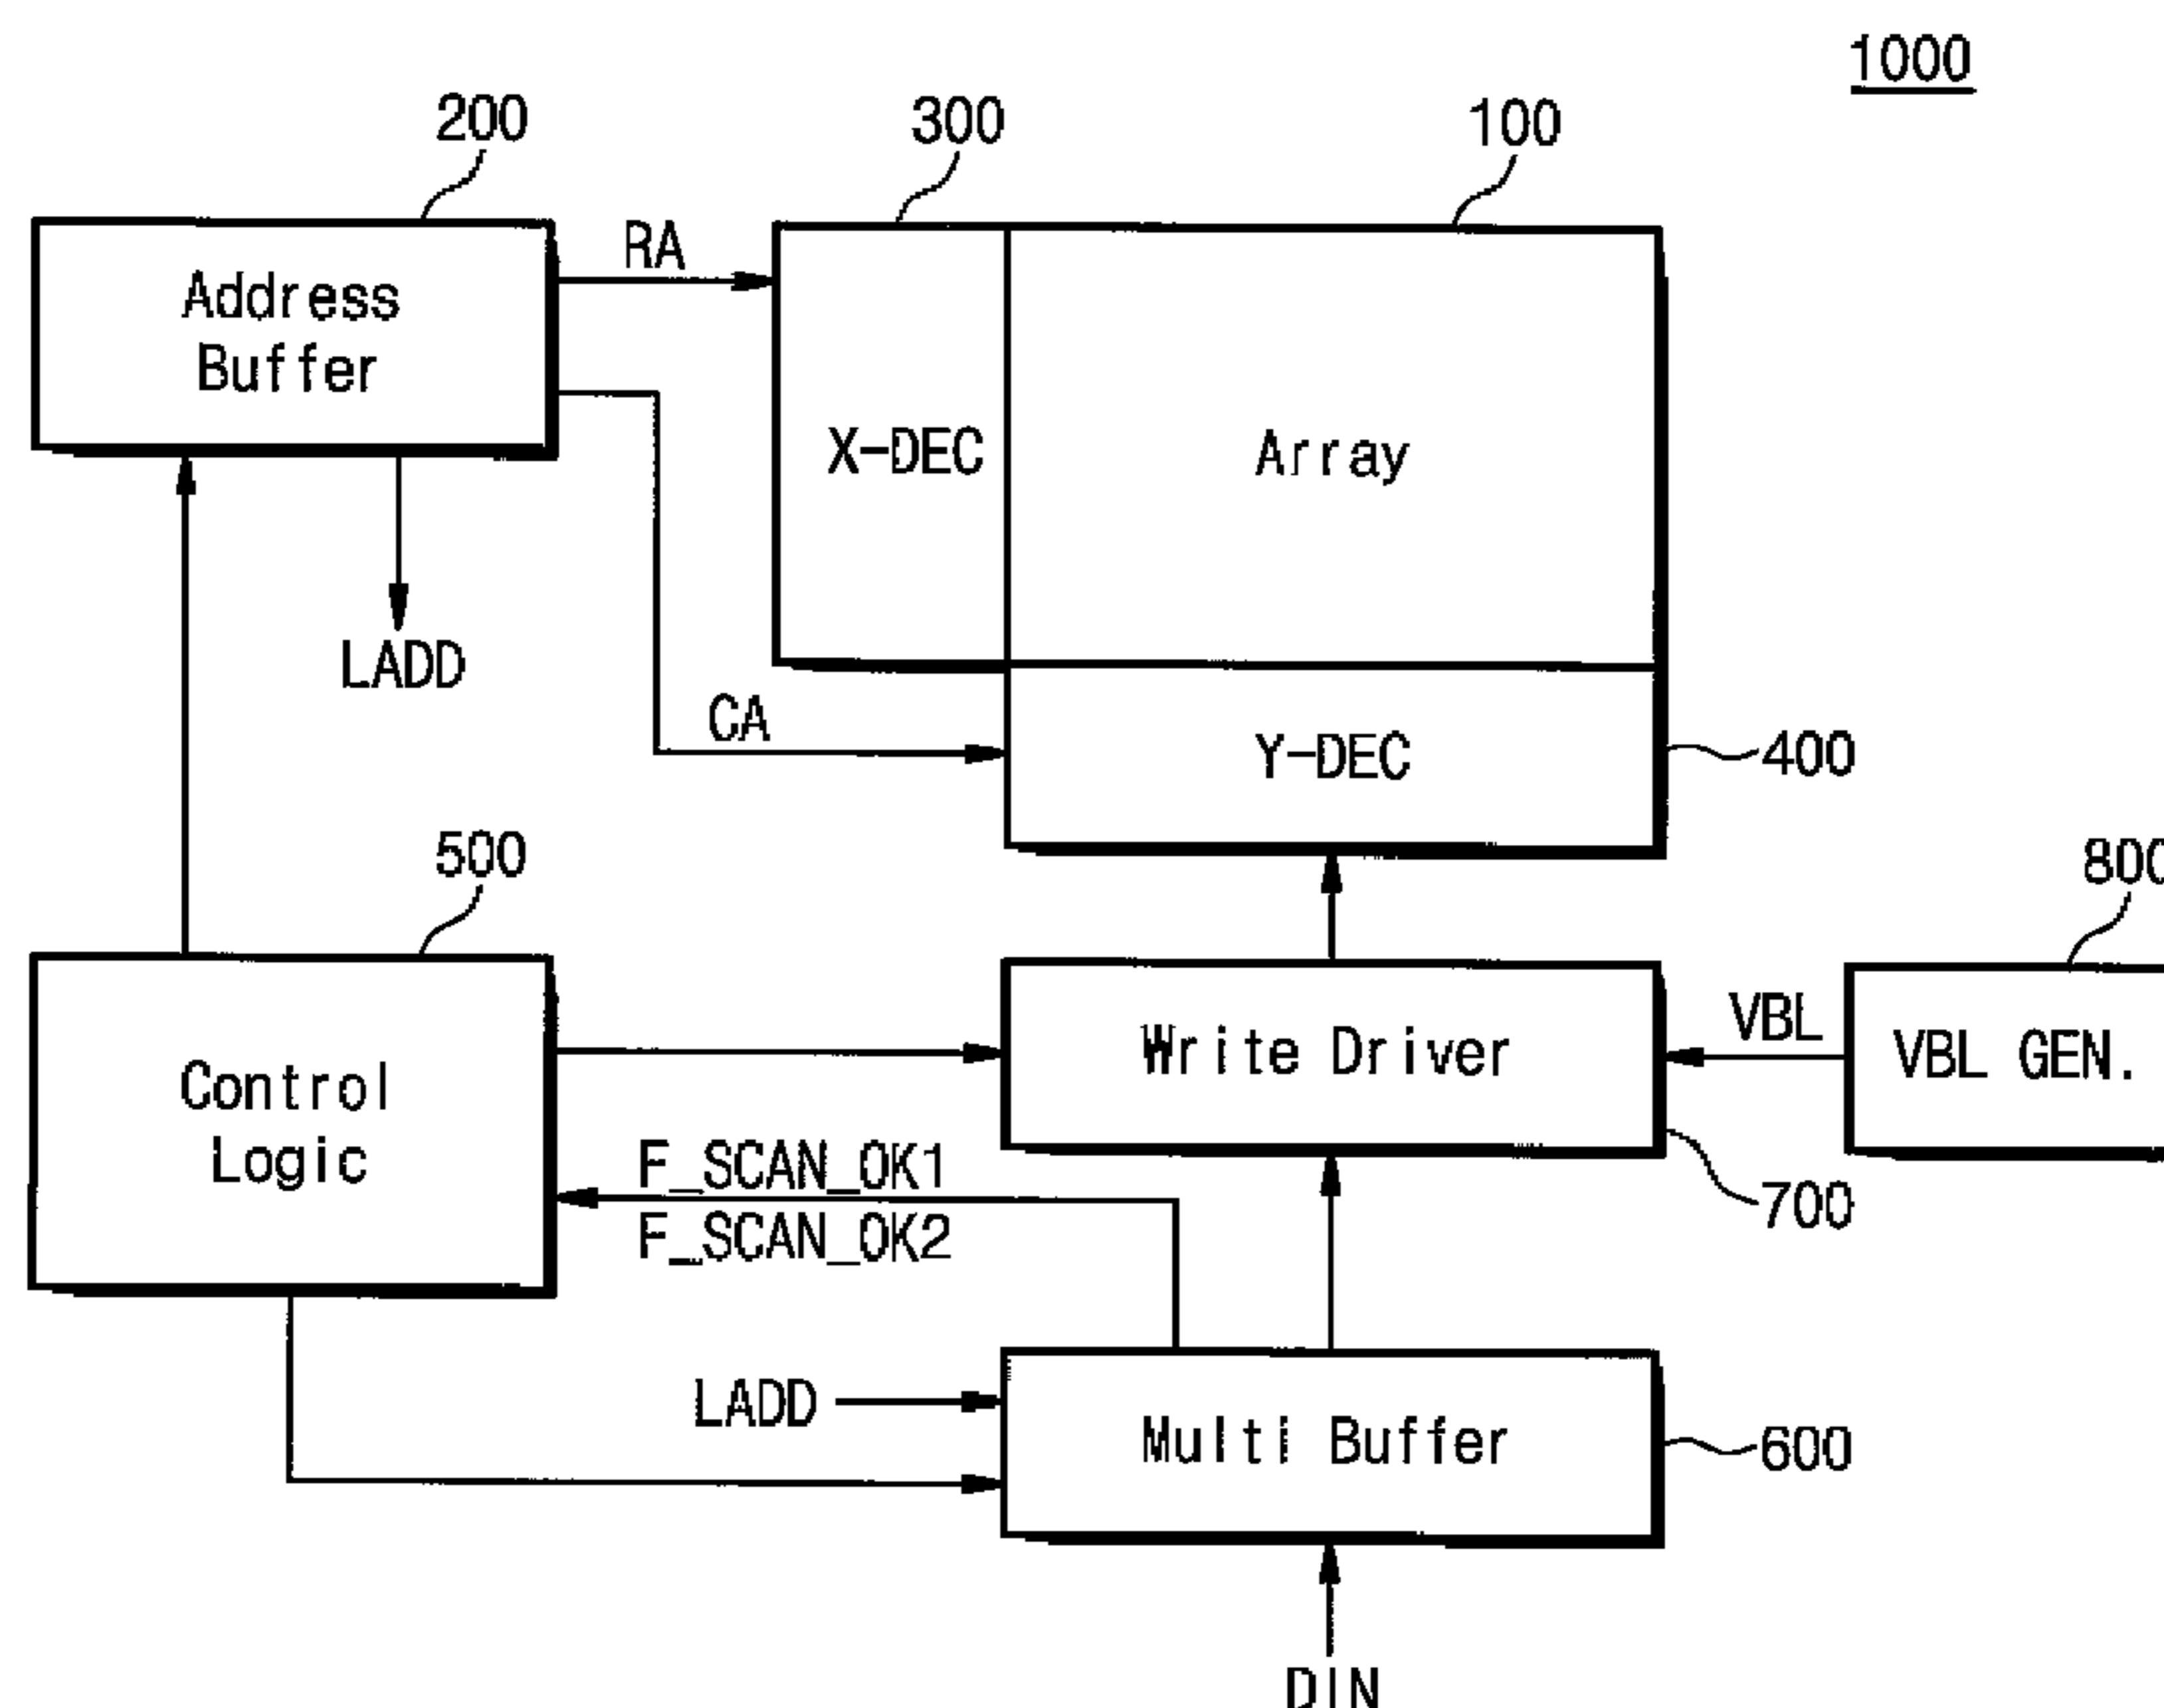 1000
200
300
100
RA
Address
Buffer
X-DEC
Array
LADD
CA
Y-DEC
400
500
800
VBL
Control
Logic
Write Driver
VBL GEN.
F_SCAN_OK1
F_SCAN_OK2
700
LADD
Multi Buffer
600
DIN